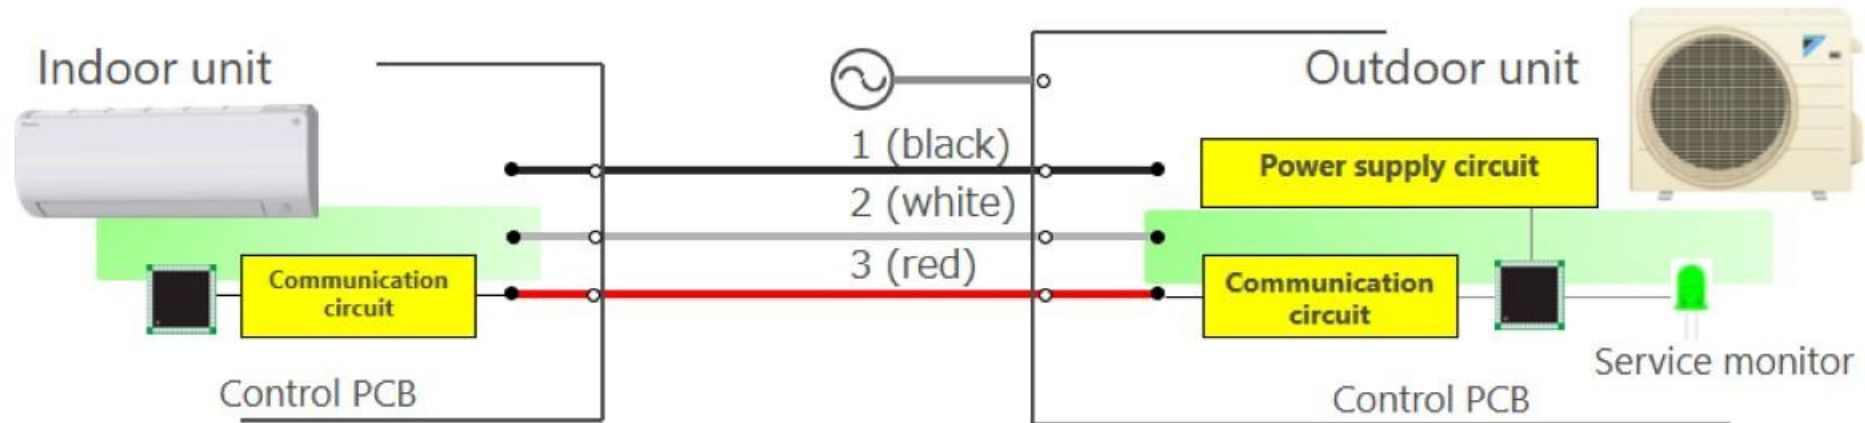 Indoor unit
Outdoor unit
1 (black)
Power supply circuit
2 (white)
3 (red)
Communication
circuit
Communication
circuit
Service monitor
Control PCB
Control PCB